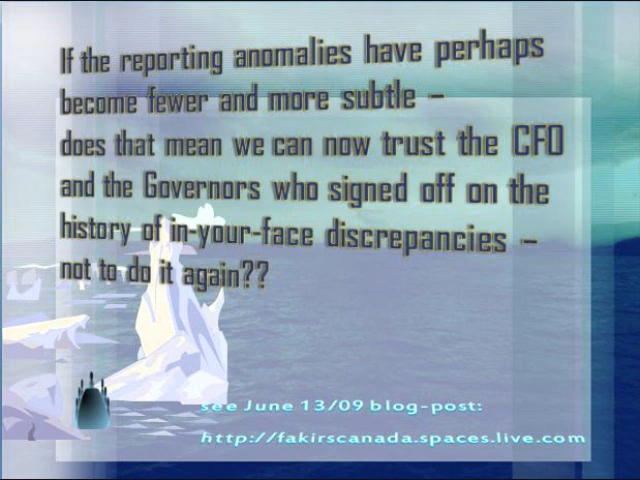 If the reporting anomalies have perhaps
become fewer and more subtle –
does that mean we can now trust the CFO
and the Governors who signed off on the
history of in-your-face discrepancies –
not to do it again??
see June 13/09 blog-post:
http://fakirscanada.spaces.live.com